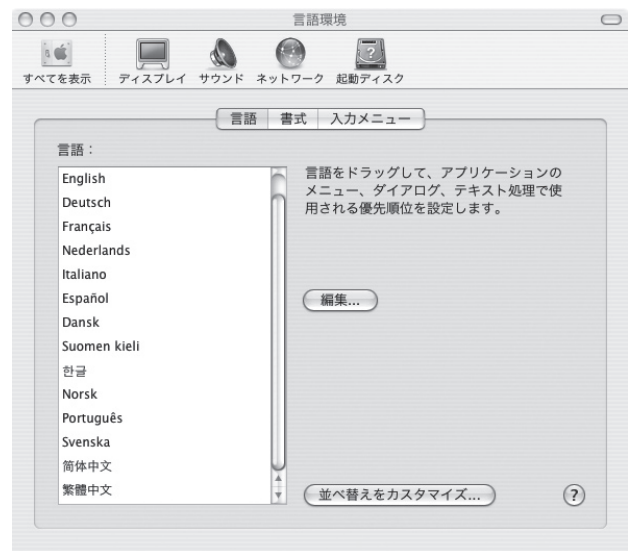 言語環境
すべてを表示 ディスプレイ サウンド ネットワーク 起動ディスク
言語 書式 入力メニュー
言語：
English
Deutsch
Français
Nederlands
Italiano
Español
Dansk
Suomen kieli
한글
Norsk
Português
Svenska
简体中文
繁體中文
言語をドラッグして、アプリケーションの
メニュー、ダイアログ、テキスト処理で使
用される優先順位を設定します。
編集...
並べ替えをカスタマイズ...
?